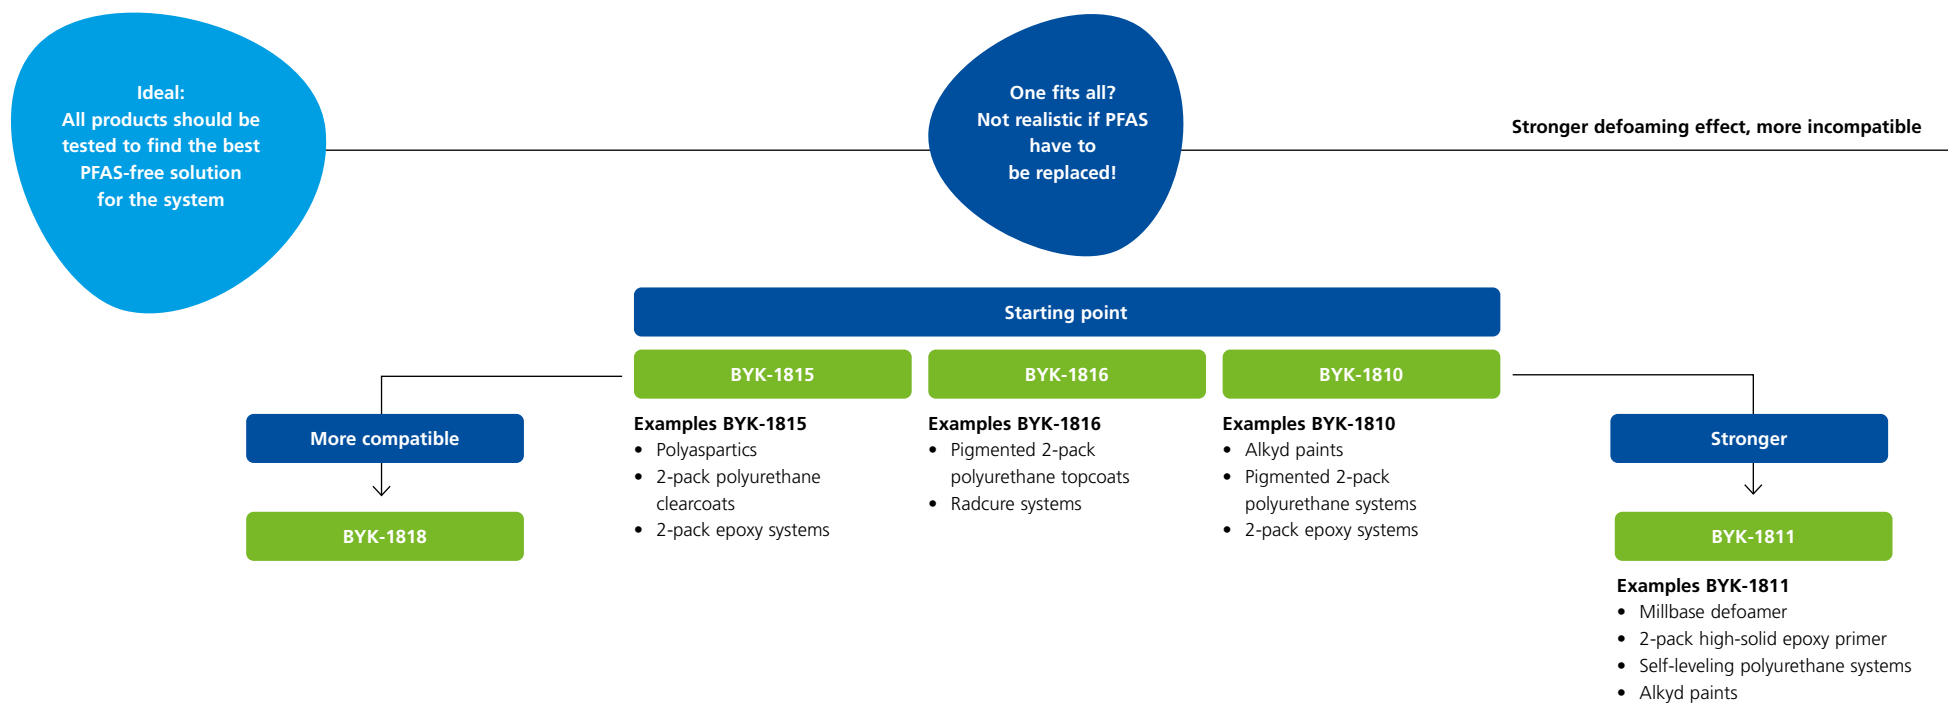 Ideal:
All products should be
tested to find the best
PFAS-free solution
for the system
One fits all?
Not realistic if PFAS
have to
be replaced!
Stronger defoaming effect, more incompatible
Starting point
BYK-1815
BYK-1816
BYK-1810
More compatible
BYK-1818
Examples BYK-1815
• Polyaspartics
• 2-pack polyurethane
clearcoats
• 2-pack epoxy systems
Examples BYK-1816
• Pigmented 2-pack
polyurethane topcoats
• Radcure systems
Examples BYK-1810
• Alkyd paints
• Pigmented 2-pack
polyurethane systems
• 2-pack epoxy systems
Stronger
BYK-1811
Examples BYK-1811
• Millbase defoamer
• 2-pack high-solid epoxy primer
• Self-leveling polyurethane systems
• Alkyd paints